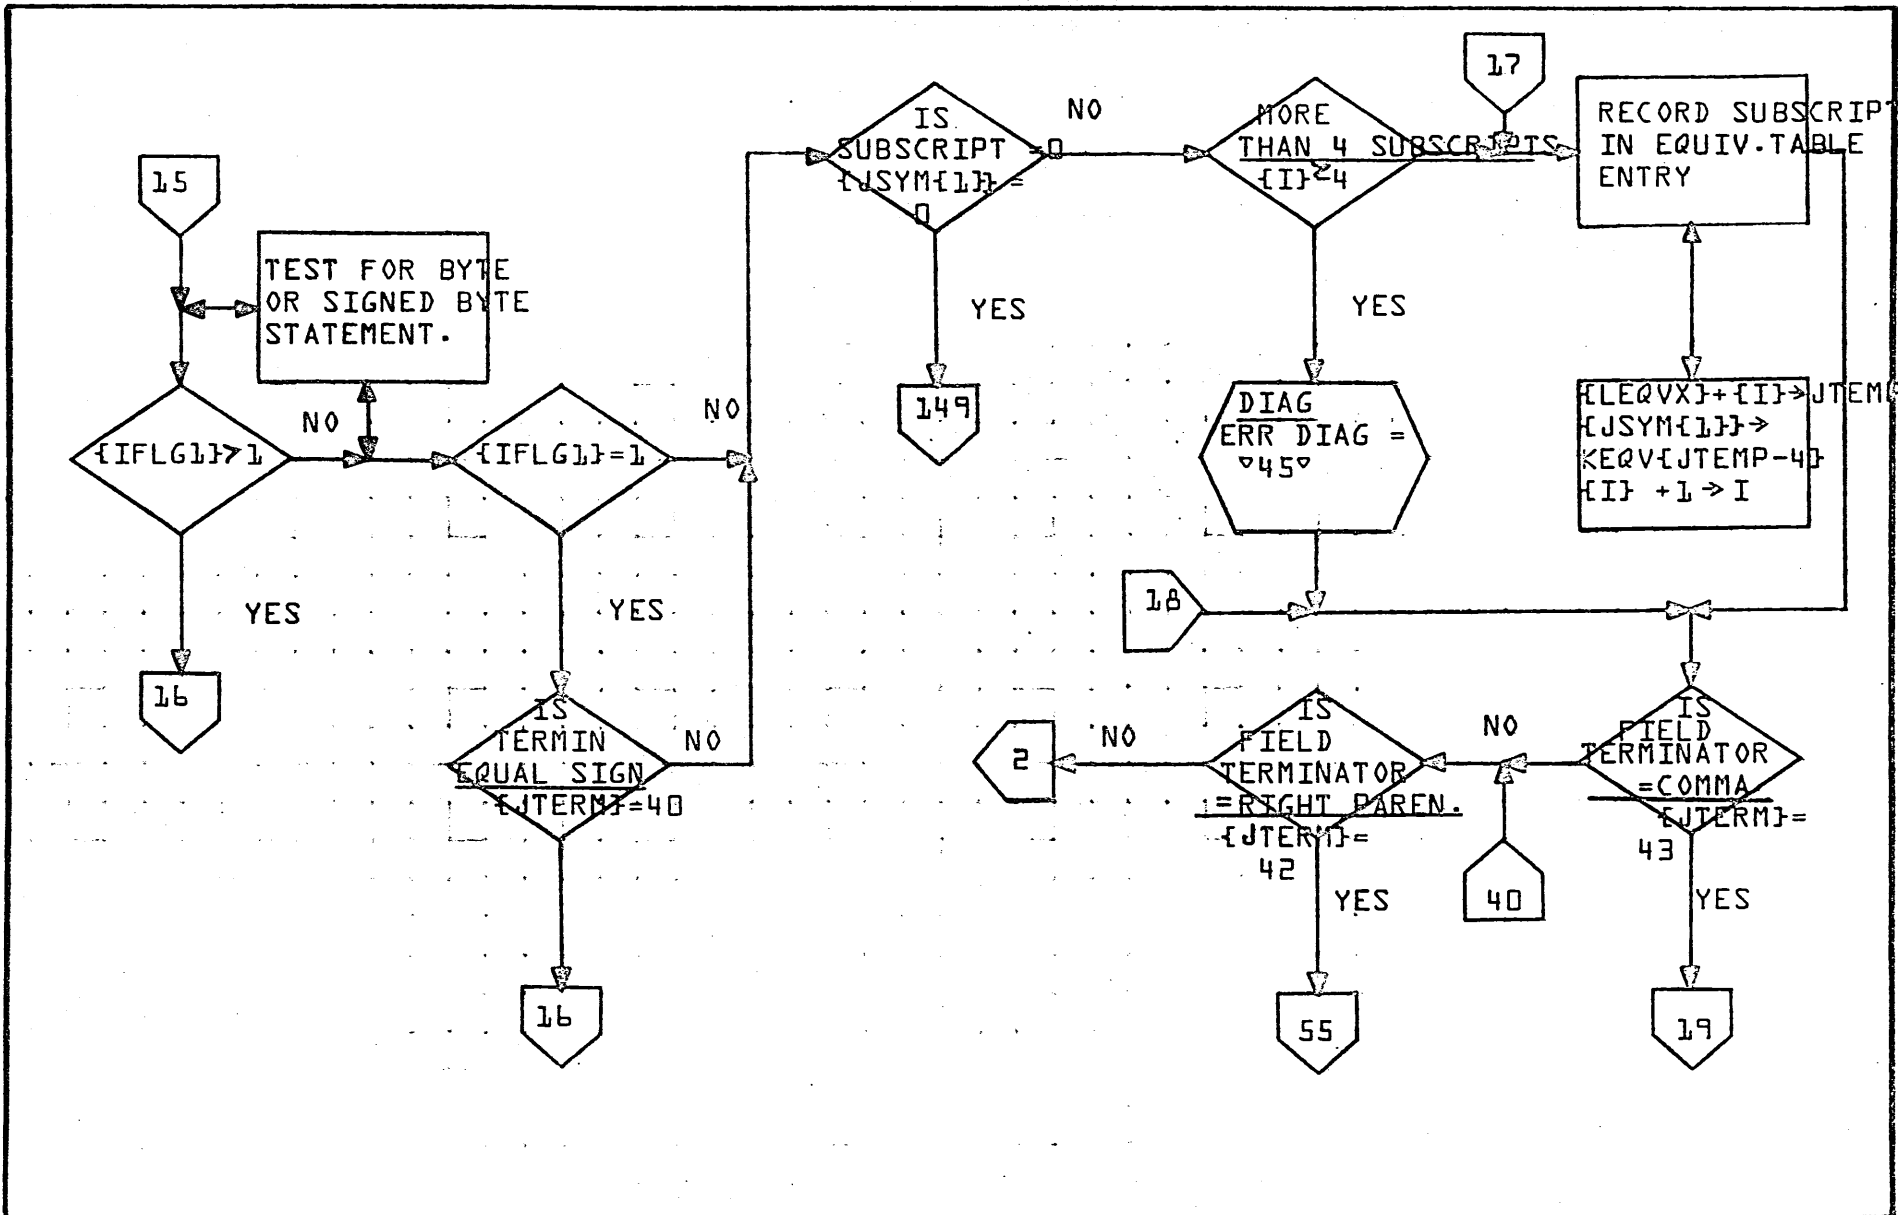 15
TEST FOR BYTE
OR SIGNED BYTE
STATEMENT.
{IFLG1}>1
NO
YES
16
{IFLG1}=1
NO
YES
IS
TERMIN
EQUAL SIGN
{JTERM}=40
NO
16
IS
SUBSCRIPT =0
{JSYM{1}} =
0
NO
YES
149
MORE
THAN 4 SUBSCRIPTS
{I}≥4
YES
DIAG
ERR DIAG =
▿45▿
17
RECORD SUBSCRIPT
IN EQUIV.TABLE
ENTRY
{LEQVX}+{I}→JTEMP
{JSYM{1}}→
KEQV{JTEMP-4}
{I} +1→I
18
IS
FIELD
TERMINATOR
=COMMA
{JTERM}=
43
NO
YES
19
40
IS
FIELD
TERMINATOR
=RIGHT PAREN.
{JTERM}=
42
NO
2
YES
55